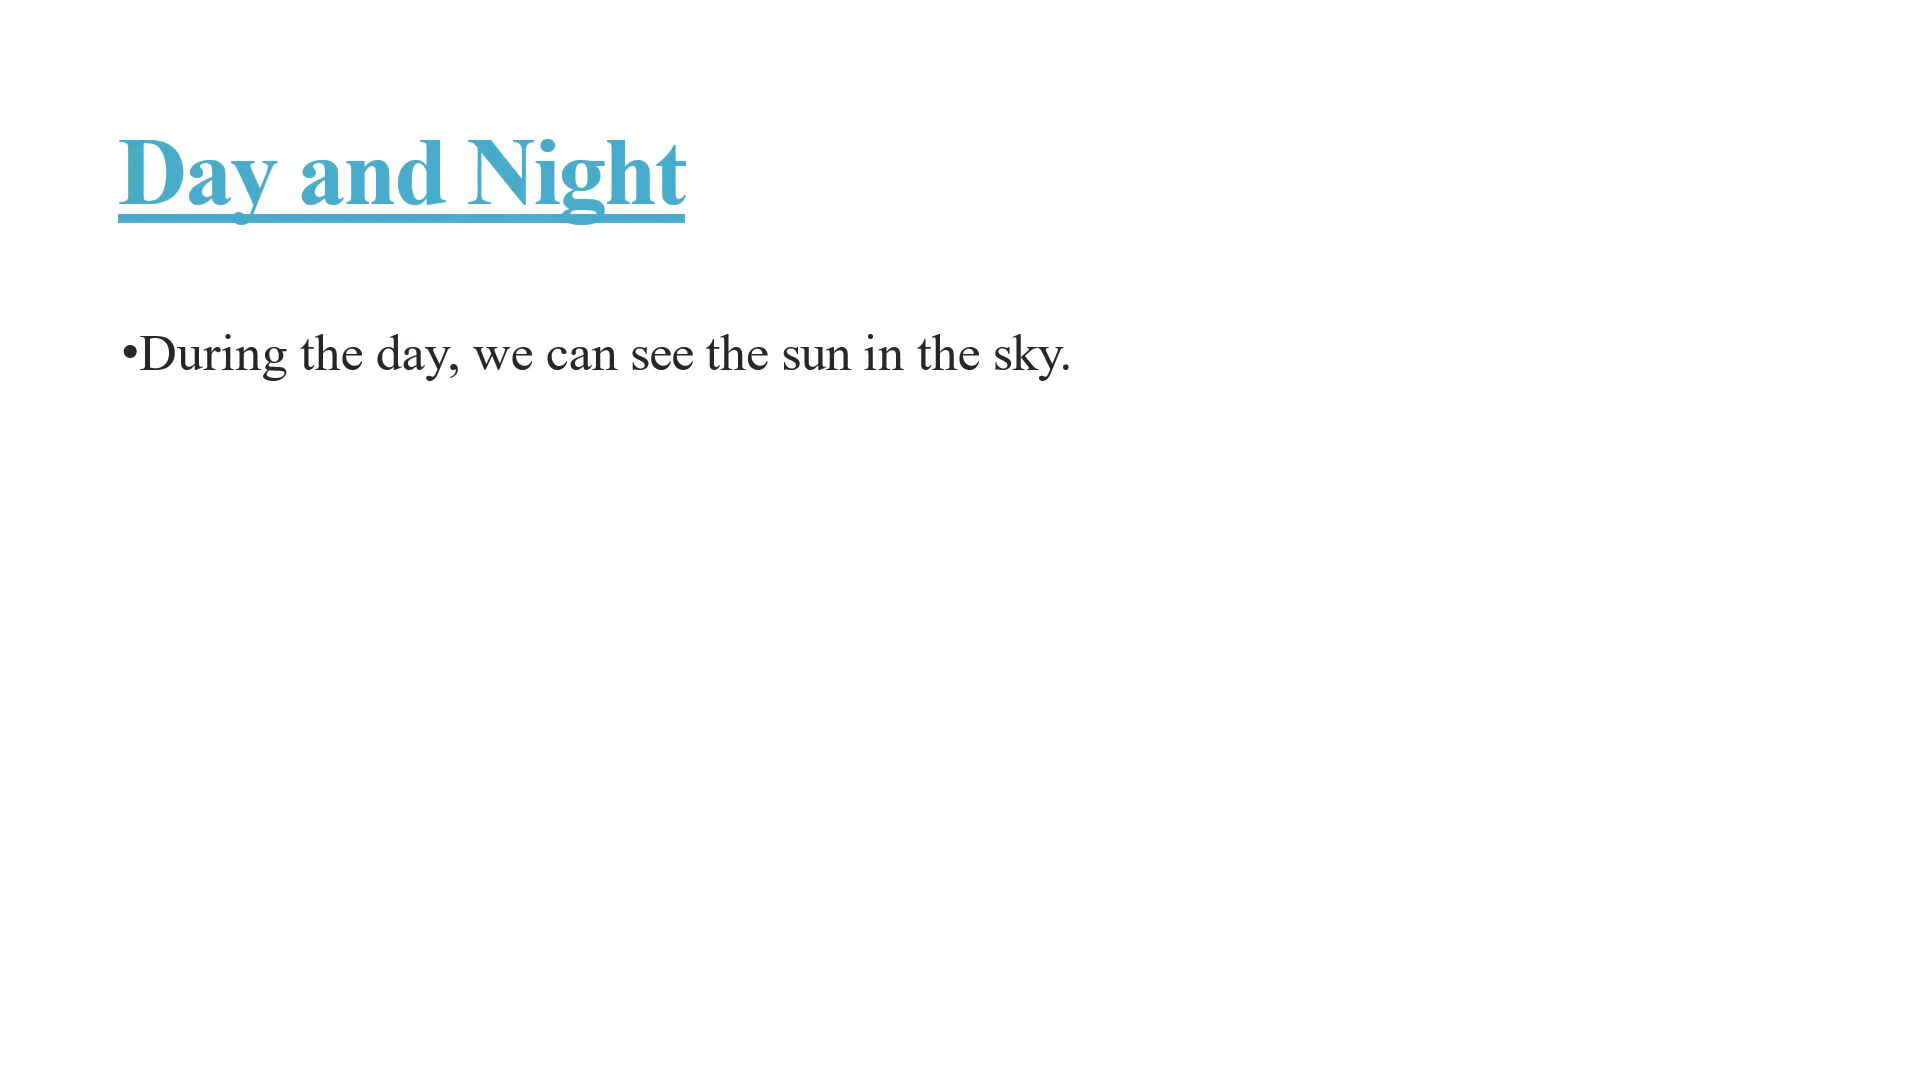 Day and Night
•During the day, we can see the sun in the sky.